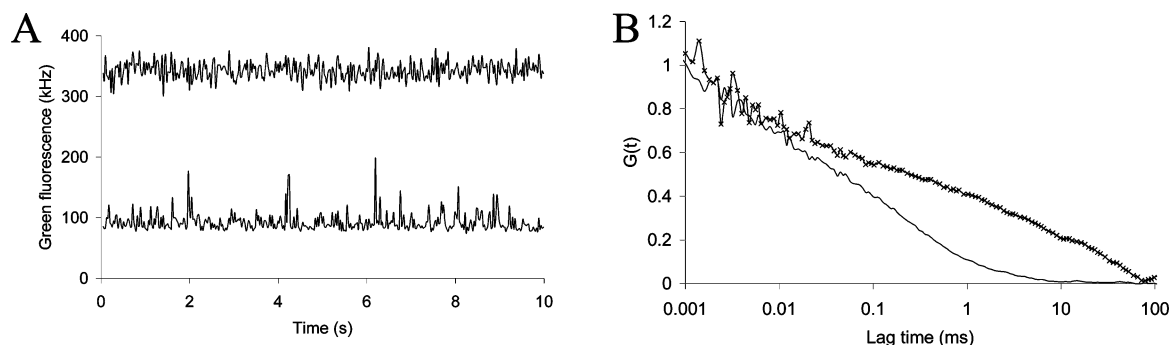 A
400
300
200
100
0
Green fluorescence (kHz)
0 2 4 6 8 10
Time (s)
B
1.2
1
0.8
0.6
0.4
0.2
0
G(t)
0.001 0.01 0.1 1 10 100
Lag time (ms)